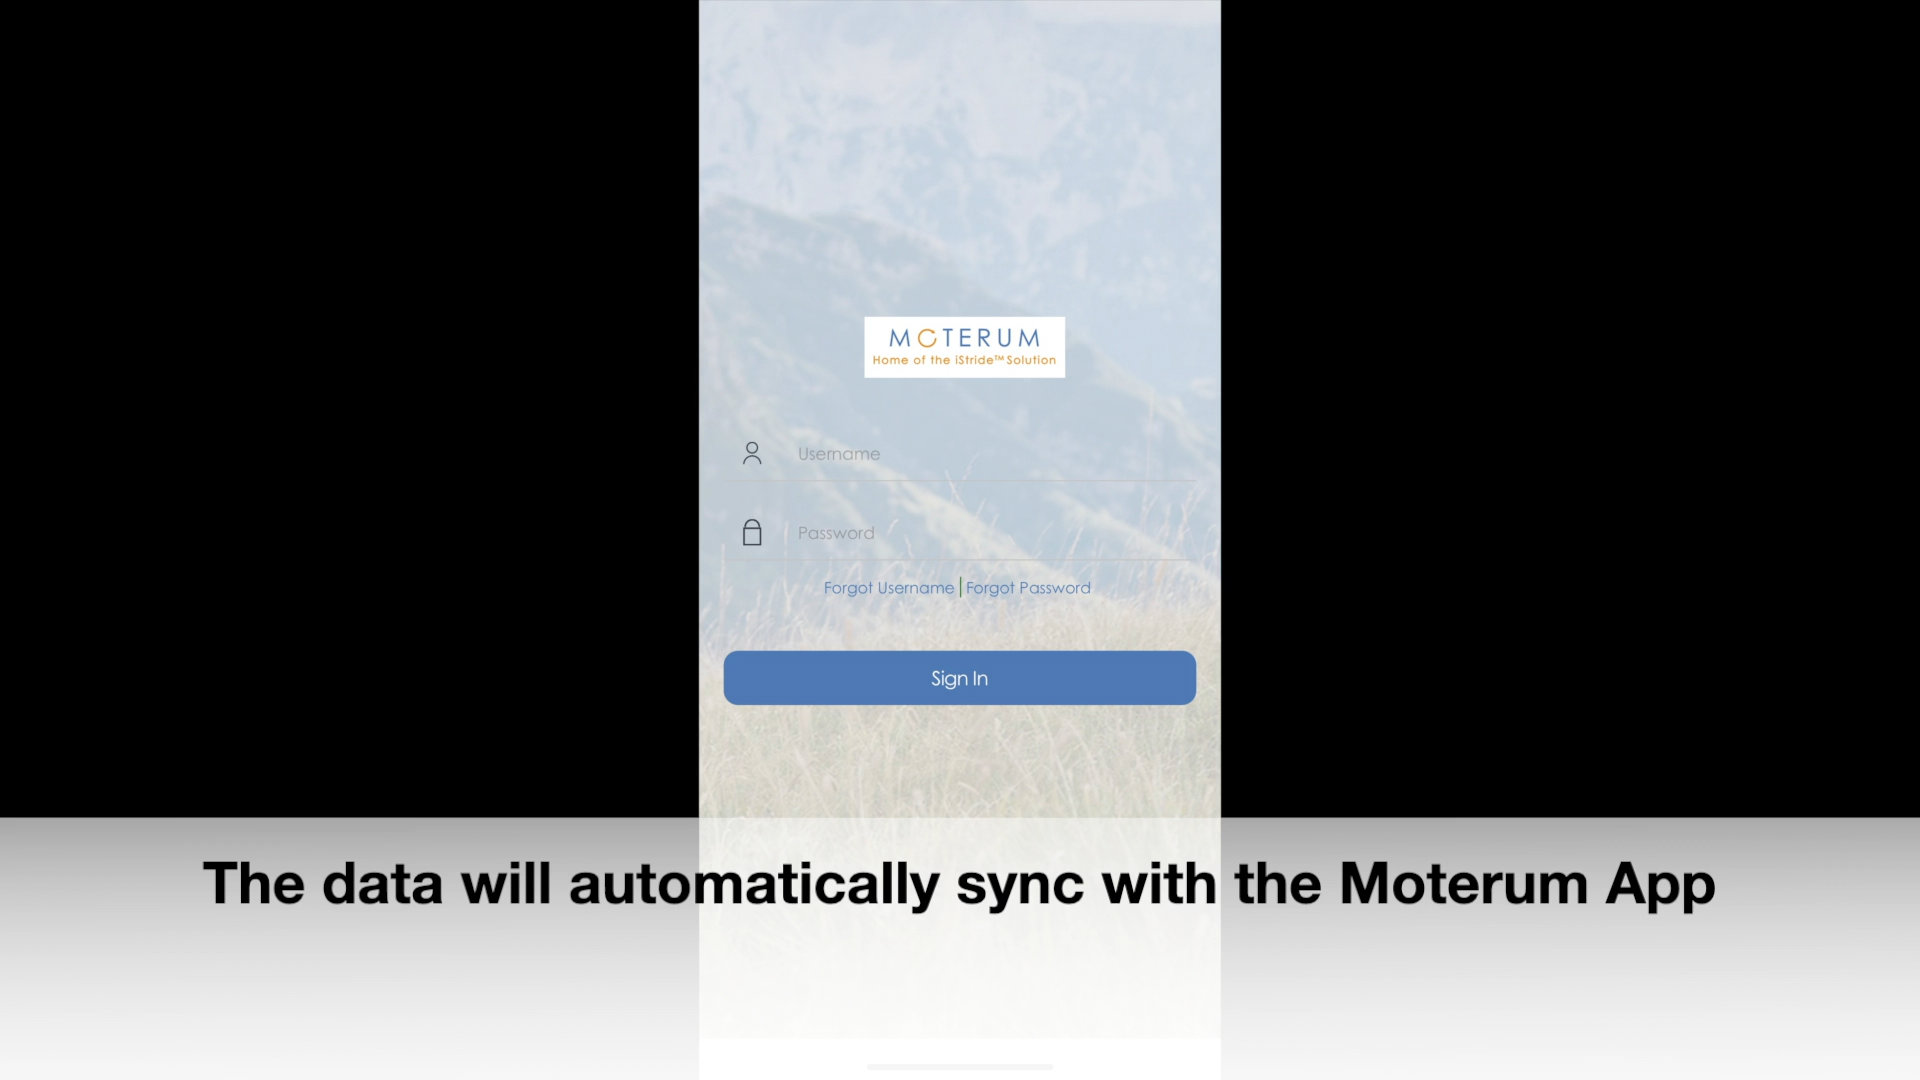 MOTERUM
Home of the iStride™ Solution
Username
Password
Forgot Username | Forgot Password
Sign In
The data will automatically sync with the Moterum App